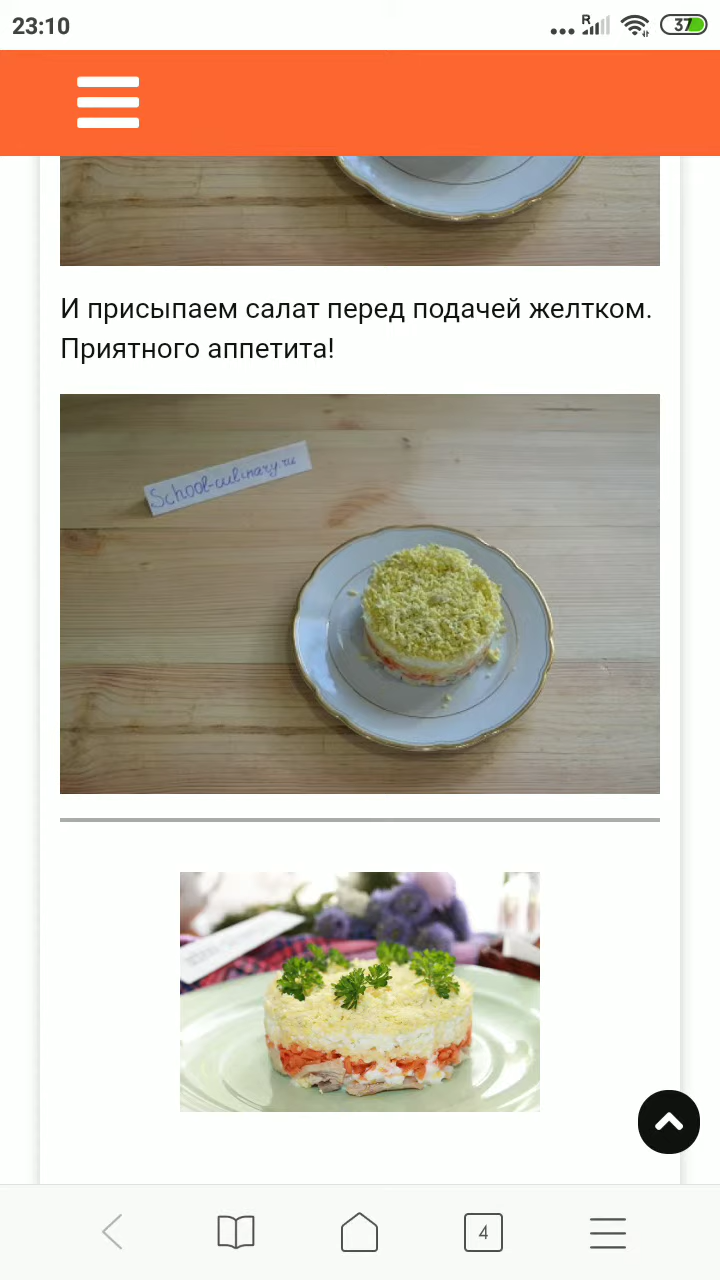 23:10
R
37
И присыпаем салат перед подачей желтком.
Приятного аппетита!
School-culinary.ru
4